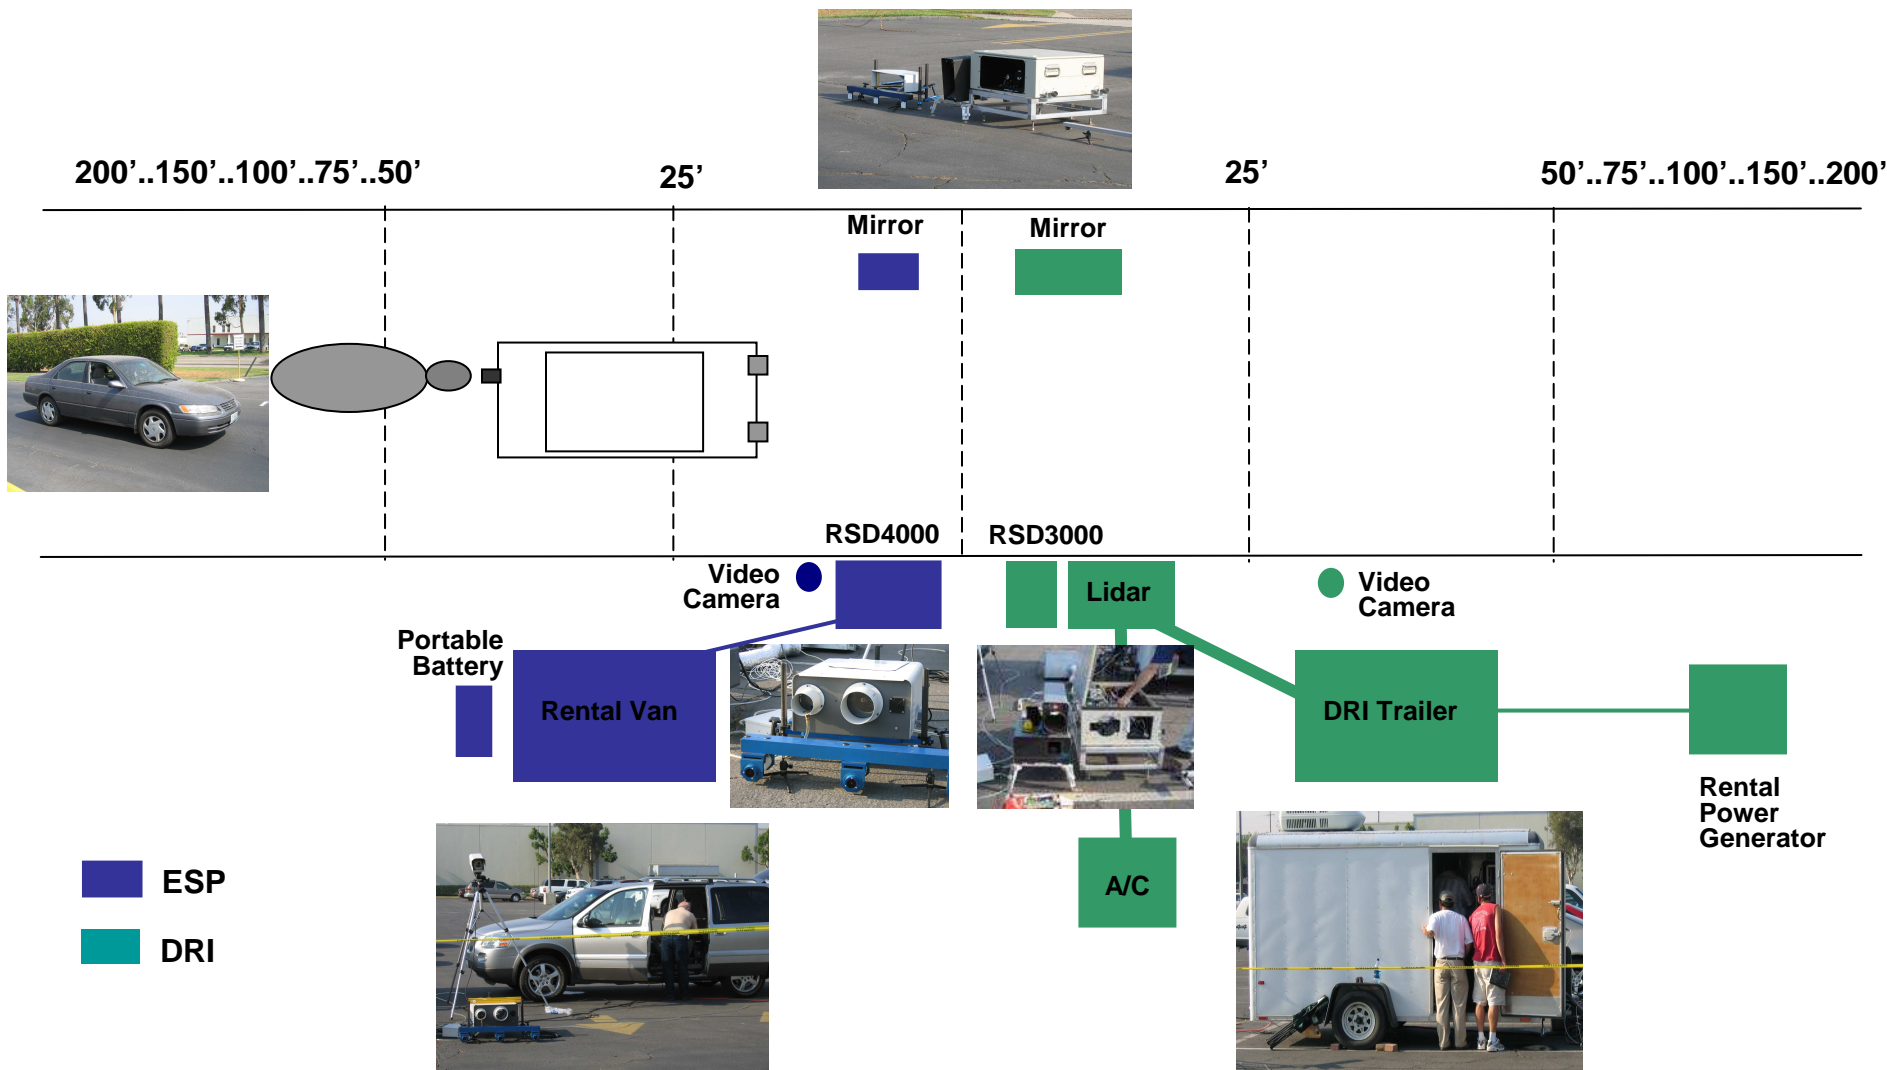 200’..150’..100’..75’..50’
25’
25’
50’..75’..100’..150’..200’
Mirror
Mirror
RSD4000
RSD3000
Video
Camera
Lidar
Video
Camera
Portable
Battery
Rental Van
DRI Trailer
Rental
Power
Generator
A/C
ESP
DRI